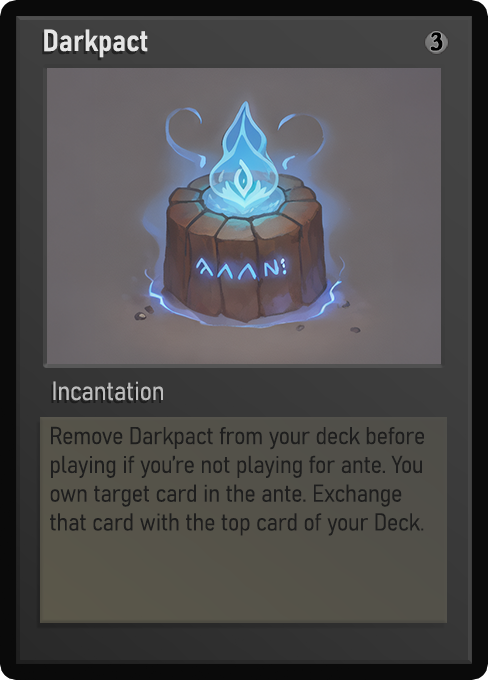 Darkpact
3
Incantation
Remove Darkpact from your deck before
playing if you're not playing for ante. You
own target card in the ante. Exchange
that card with the top card of your Deck.